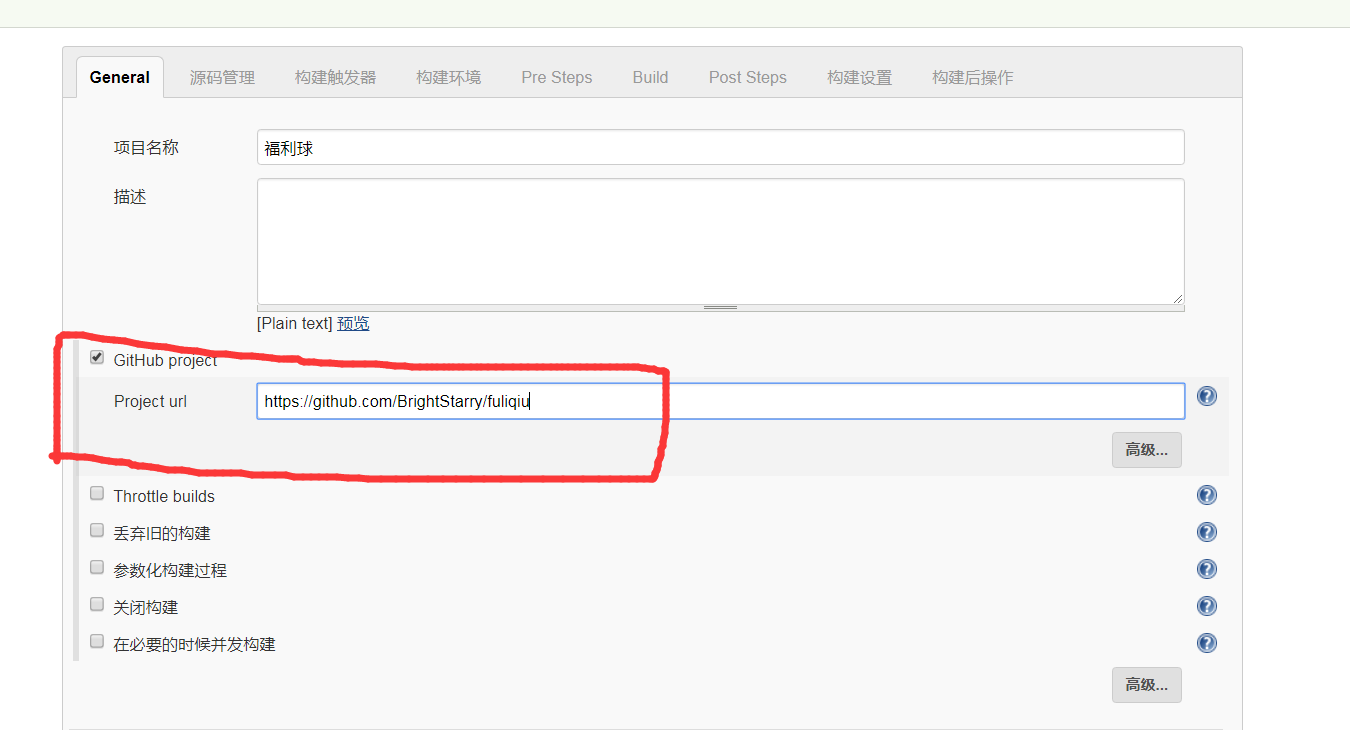 General 源码管理 构建触发器 构建环境 Pre Steps Build Post Steps 构建设置 构建后操作
项目名称 福利球
描述
[Plain text] 预览
GitHub project
Project url https://github.com/BrightStarry/fuliqiu
高级...
Throttle builds
丢弃旧的构建
参数化构建过程
关闭构建
在必要的时候并发构建
高级...